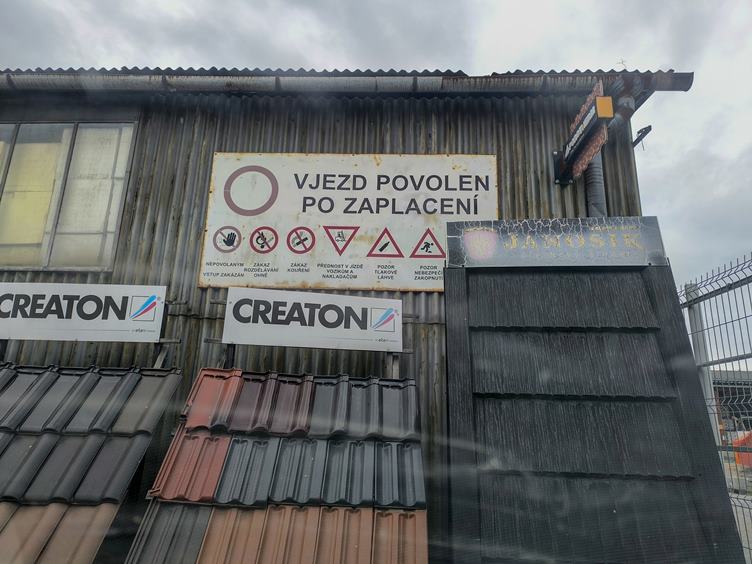 VJEZD POVOLEN
PO ZAPLACENÍ
NEPOVOLANÝM
VSTUP ZAKÁZÁN
ZÁKAZ
ROZDĚLÁVÁNÍ
OHNĚ
ZÁKAZ
KOUŘENÍ
PŘEDNOST V JÍZDĚ
VOZÍKŮM A
NAKLADAČŮM
POZOR
TLAKOVÉ
LÁHVE
POZOR
NEBEZPEČÍ
ZAKOPNUTÍ
JANOŠÍK
CREATON
CREATON